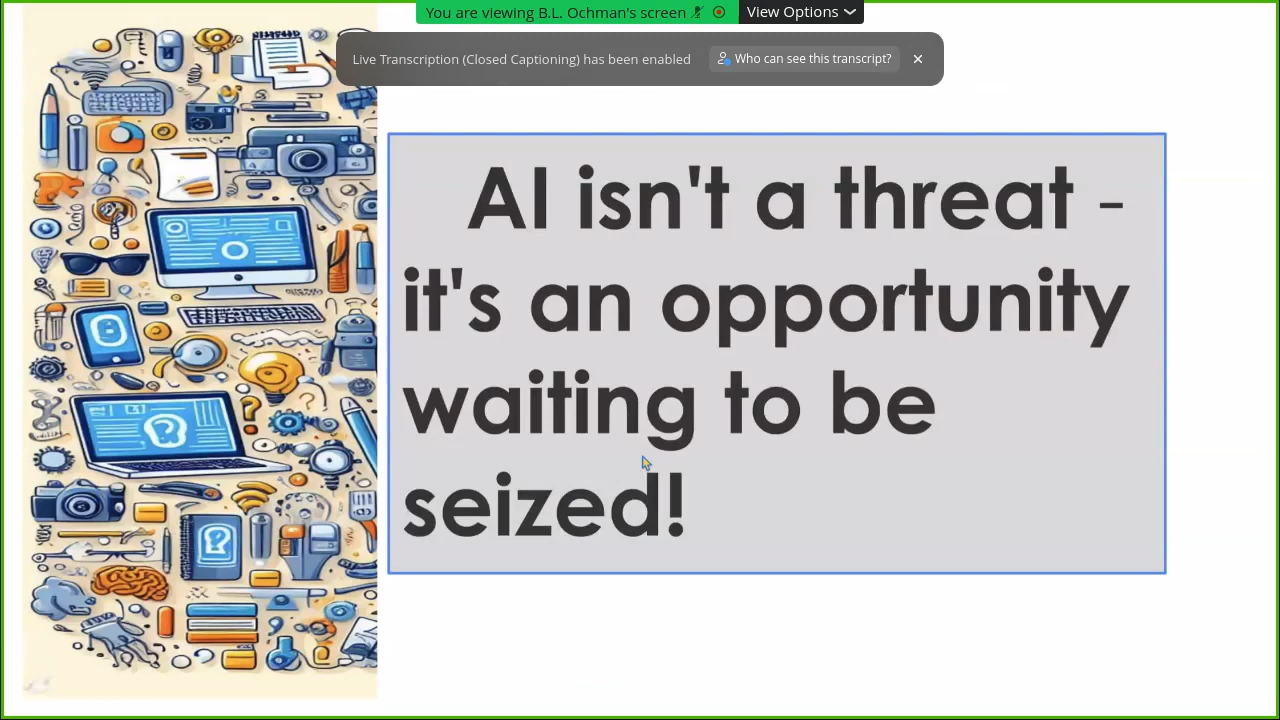 You are viewing B.L. Ochman's screen
View Options
Live Transcription (Closed Captioning) has been enabled
Who can see this transcript?
AI isn't a threat -
it's an opportunity
waiting to be
seized!